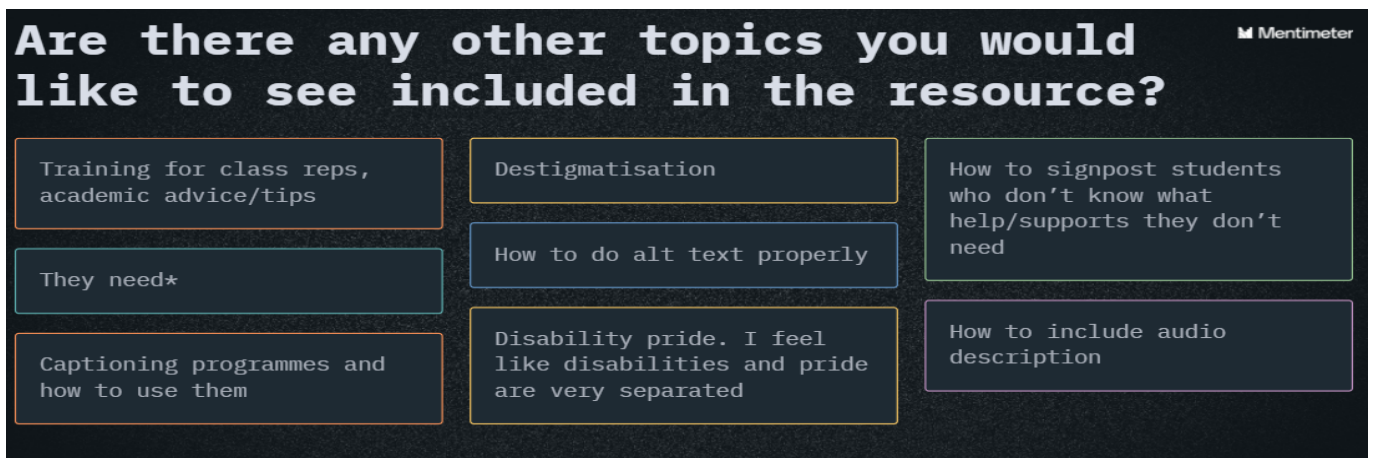 Are there any other topics you would
like to see included in the resource?
Mentimeter
Training for class reps,
academic advice/tips
They need*
Captioning programmes and
how to use them
Destigmatisation
How to do alt text properly
Disability pride. I feel
like disabilities and pride
are very separated
How to signpost students
who don’t know what
help/supports they don’t
need
How to include audio
description